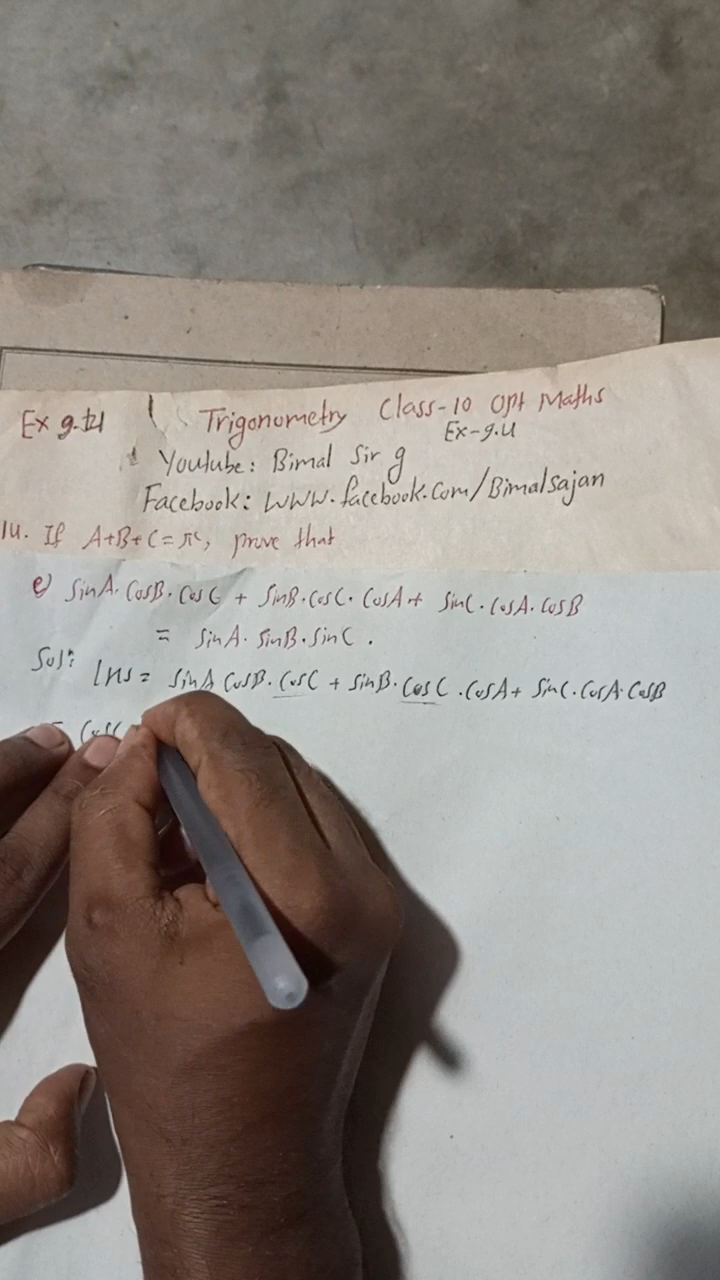 Ex 9.4 Trigonometry Class-10 Opt Maths
Ex-9.4
Youtube: Bimal Sir g
Facebook: WWW.facebook.Com/Bimalsajan
14. If A+B+C=πᶜ, prove that
e) SinA. CosB. CosC + SinB.CosC. CosA+ SinC.CosA.CosB
= SinA. SinB.SinC.
Solⁿ:
LHS = SinA CosB. CosC + SinB. CosC .CosA+ SinC.CosA.CosB
= CosC